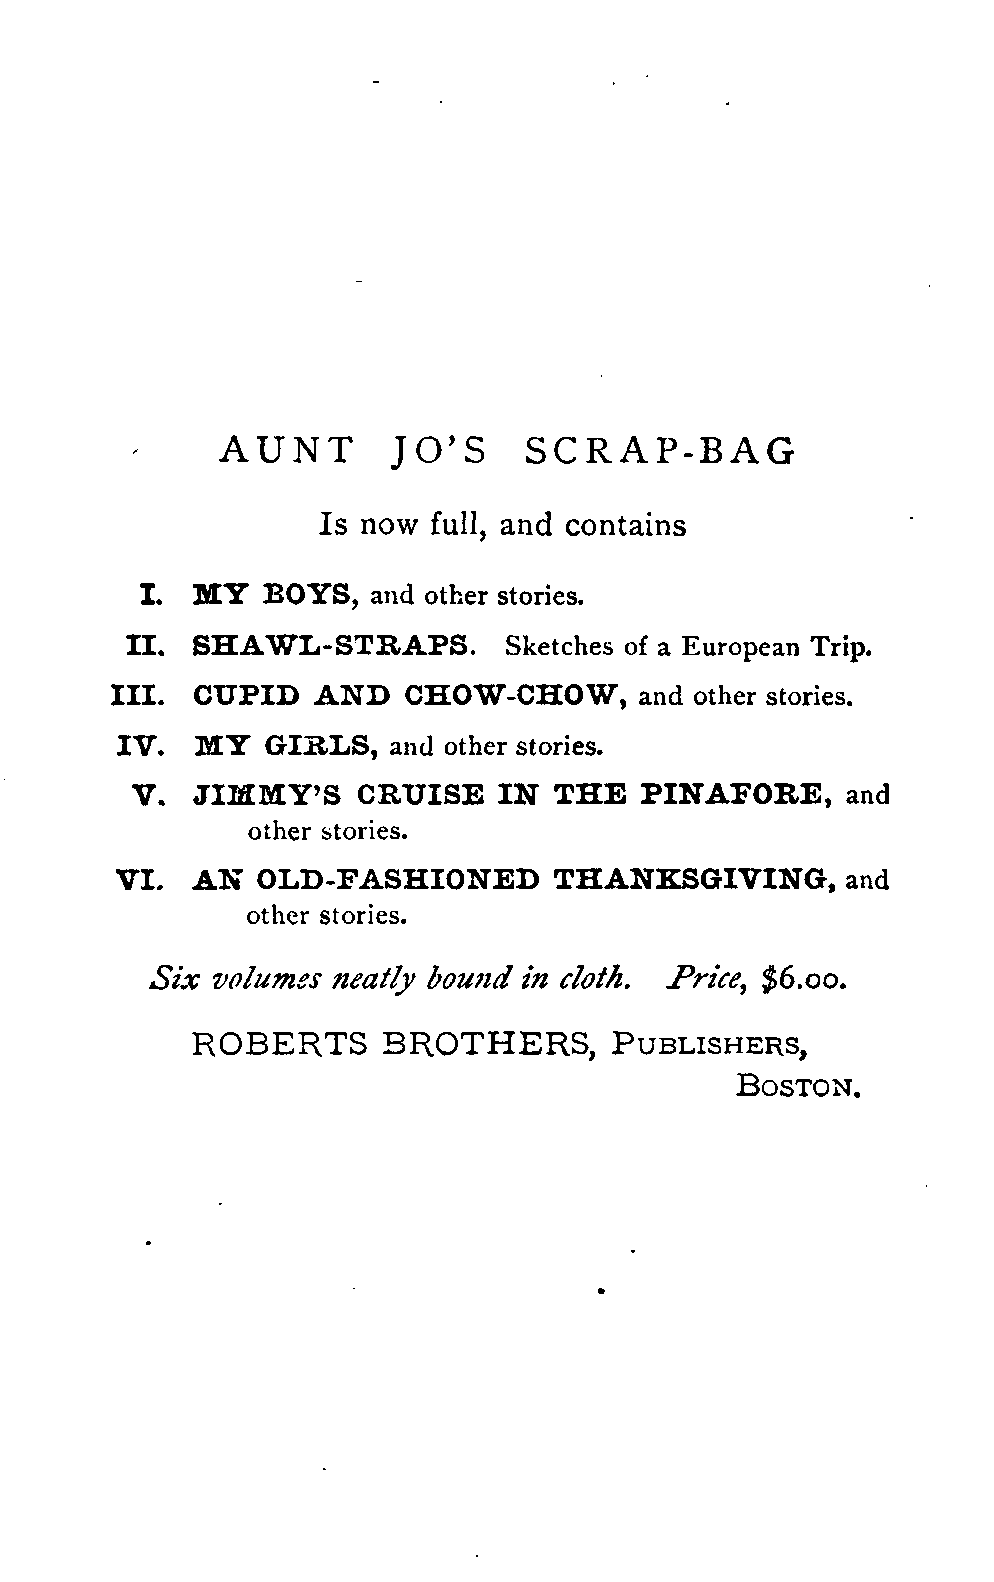 AUNT JO'S SCRAP-BAG
Is now full, and contains
I. MY BOYS, and other stories.
II. SHAWL-STRAPS. Sketches of a European Trip.
III. CUPID AND CHOW-CHOW, and other stories.
IV. MY GIRLS, and other stories.
V. JIMMY'S CRUISE IN THE PINAFORE, and
other stories.
VI. AN OLD-FASHIONED THANKSGIVING, and
other stories.
Six volumes neatly bound in cloth. Price, $6.00.
ROBERTS BROTHERS, PUBLISHERS,
BOSTON.